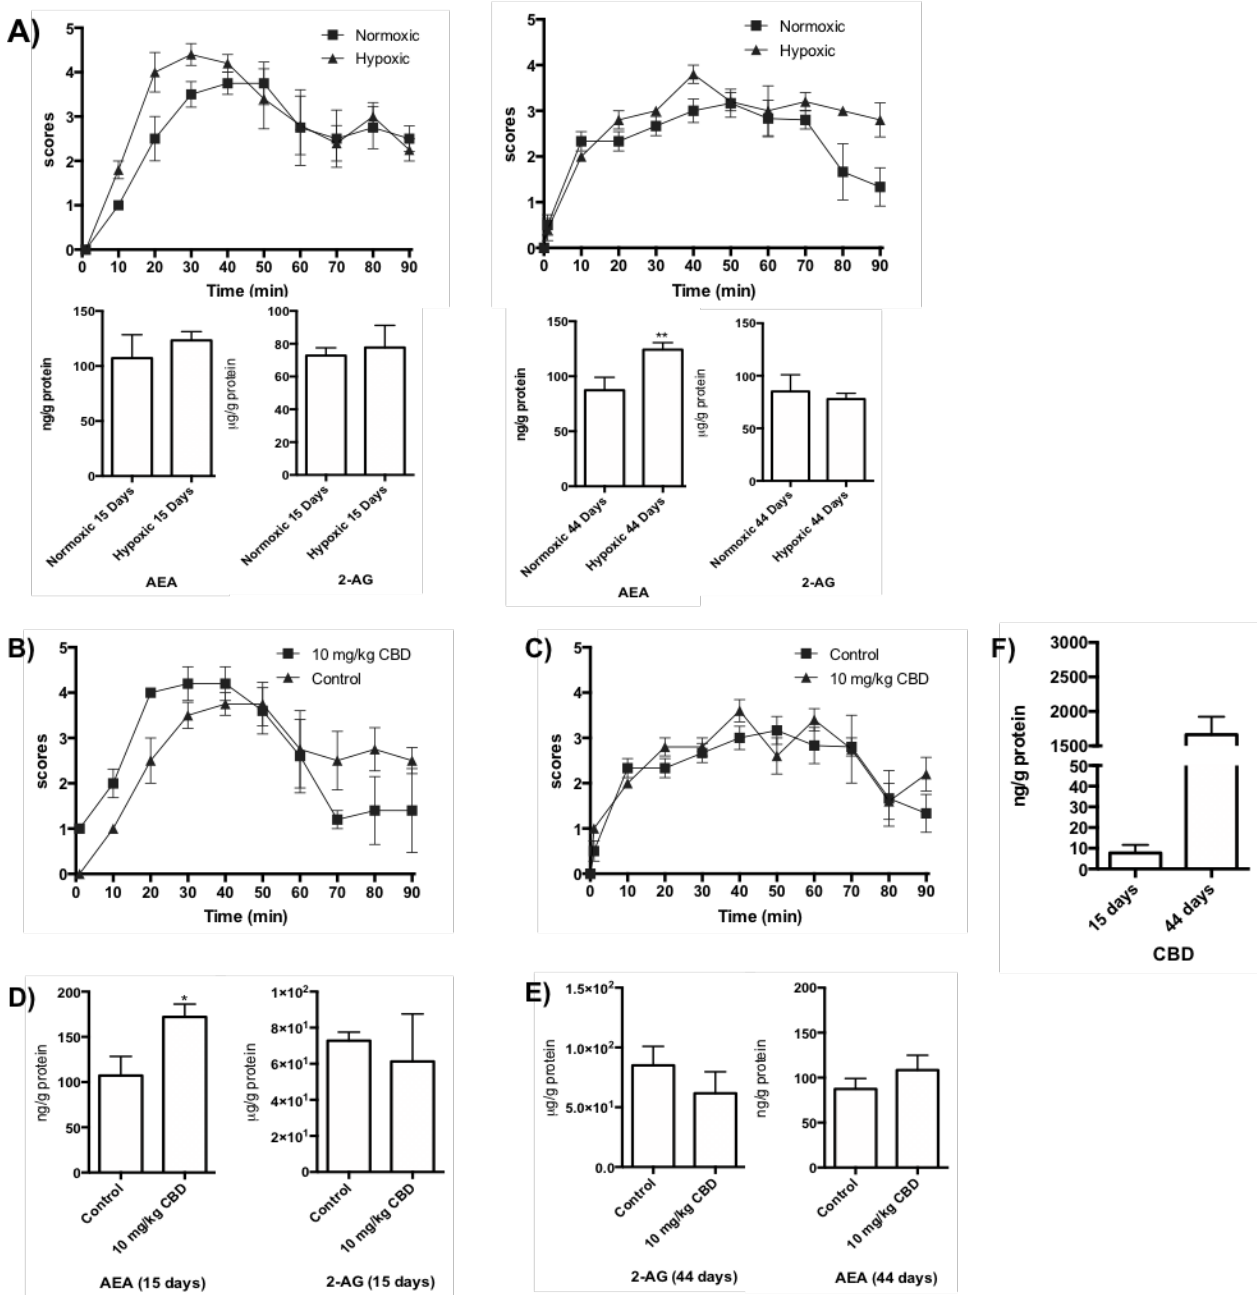 A)
5
4
3
2
1
0
scores
Normoxic
Hypoxic
0 10 20 30 40 50 60 70 80 90
Time (min)
5
4
3
2
1
0
scores
Normoxic
Hypoxic
0 10 20 30 40 50 60 70 80 90
Time (min)
150
100
50
0
ng/g protein
Normoxic 15 Days
Hypoxic 15 Days
AEA
100
80
60
40
20
0
µg/g protein
Normoxic 15 Days
Hypoxic 15 Days
2-AG
150
100
50
0
ng/g protein
**
Normoxic 44 Days
Hypoxic 44 Days
AEA
150
100
50
0
µg/g protein
Normoxic 44 Days
Hypoxic 44 Days
2-AG
B)
5
4
3
2
1
0
scores
10 mg/kg CBD
Control
0 10 20 30 40 50 60 70 80 90
Time (min)
C)
5
4
3
2
1
0
scores
Control
10 mg/kg CBD
0 10 20 30 40 50 60 70 80 90
Time (min)
F)
3000
2500
2000
1500
50
40
30
20
10
0
ng/g protein
15 days
44 days
CBD
D)
200
150
100
50
0
ng/g protein
*
Control
10 mg/kg CBD
AEA (15 days)
1×10²
8×10¹
6×10¹
4×10¹
2×10¹
0
µg/g protein
Control
10 mg/kg CBD
2-AG (15 days)
E)
1.5×10²
1.0×10²
5.0×10¹
0.0
µg/g protein
Control
10 mg/kg CBD
2-AG (44 days)
200
150
100
50
0
ng/g protein
Control
10 mg/kg CBD
AEA (44 days)